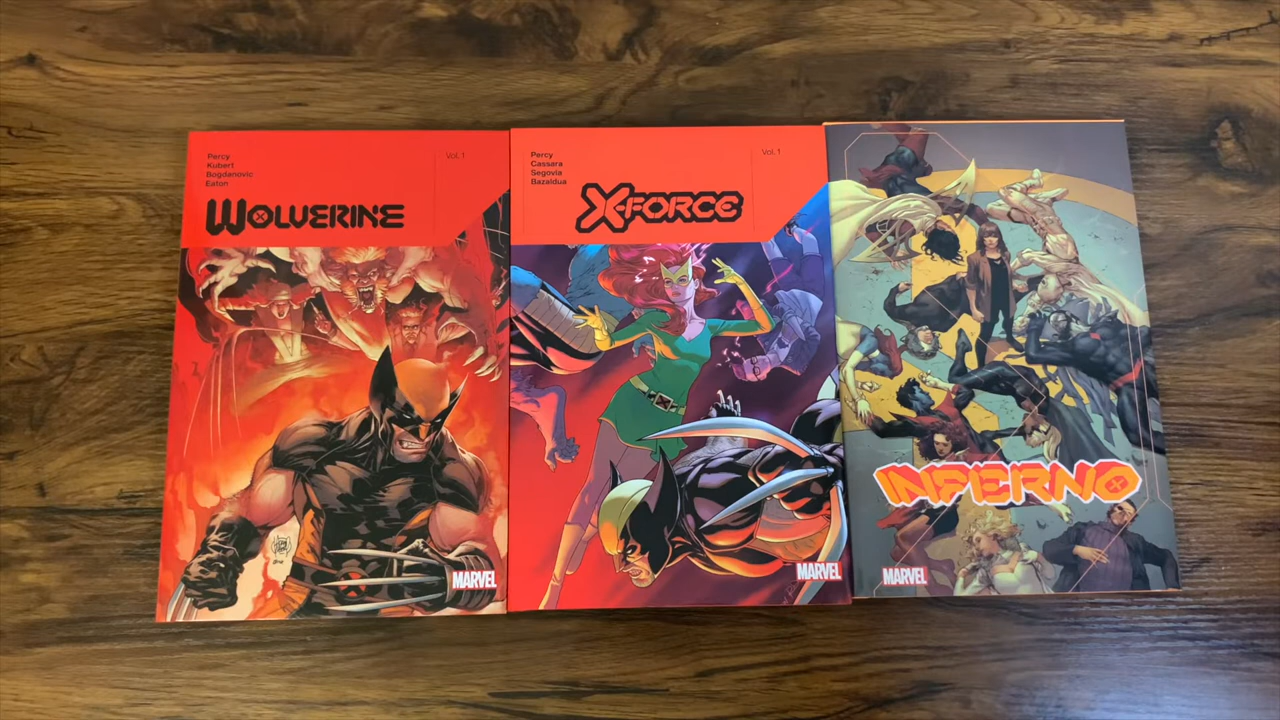 Percy
Kubert
Bogdanovic
Eaton
Vol. 1
WOLVERINE
MARVEL
Percy
Cassara
Segovia
Bazaldua
Vol. 1
X-FORCE
MARVEL
INFERNO
MARVEL